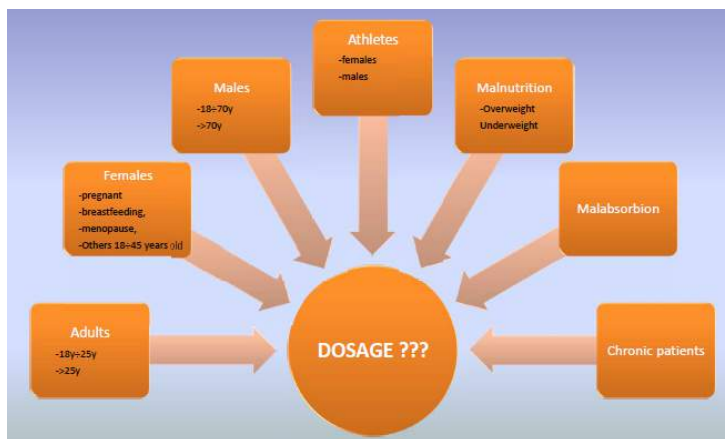 Athletes
-females
-males
Males
-18÷70y
->70y
Malnutrition
-Overweight
Underweight
Females
-pregnant
-breastfeeding,
-menopause,
-Others 18÷45 years old
Malabsorbion
Adults
-18y÷25y
->25y
DOSAGE ???
Chronic patients